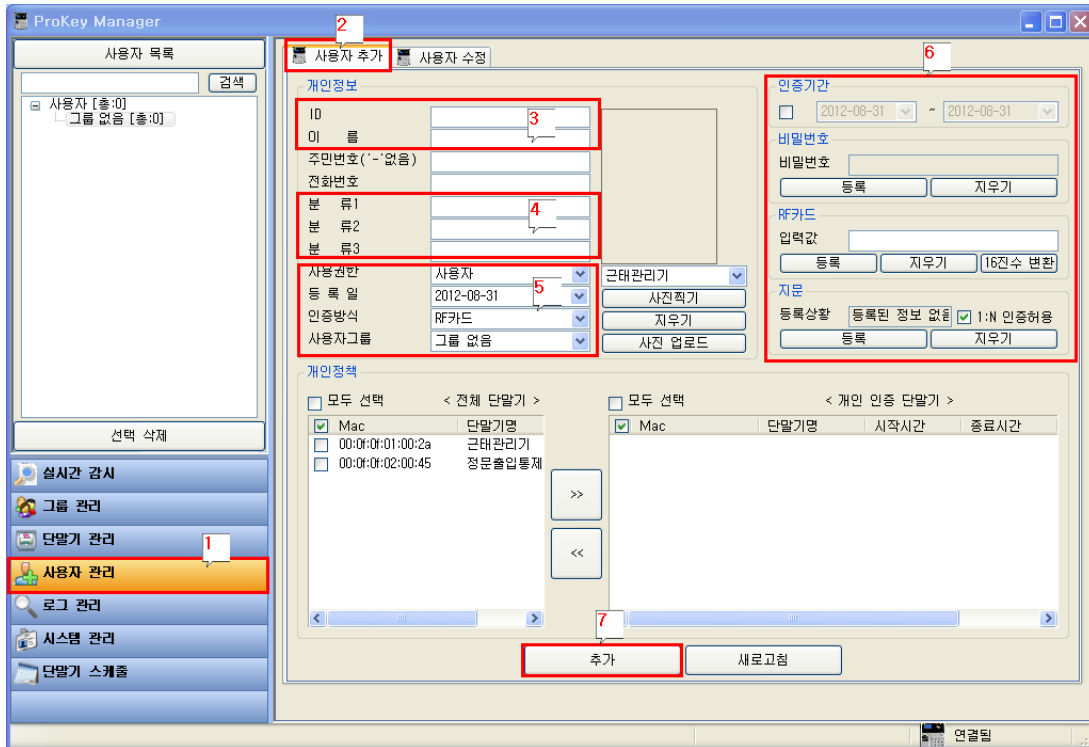 ProKey Manager
사용자 목록
검색
사용자 [총:0]
그룹 없음 [총:0]
선택 삭제
실시간 감시
그룹 관리
단말기 관리
1
사용자 관리
로그 관리
시스템 관리
단말기 스케줄
2
사용자 추가
사용자 수정
개인정보
ID
3
이 름
주민번호('-'없음)
전화번호
분 류1
4
분 류2
분 류3
사용권한 사용자 근태관리기
5
등 록 일 2012-08-31 사진찍기
인증방식 RF카드 지우기
사용자그룹 그룹 없음 사진 업로드
6
인증기간
2012-08-31 ~ 2012-08-31
비밀번호
비밀번호
등록 지우기
RF카드
입력값
등록 지우기 16진수 변환
지문
등록상황 등록된 정보 없음 1:N 인증허용
등록 지우기
개인정책
모두 선택 < 전체 단말기 >
Mac 단말기명
00:0f:0f:01:00:2a 근태관리기
00:0f:0f:02:00:45 정문출입통제
>>
<<
모두 선택 < 개인 인증 단말기 >
Mac 단말기명 시작시간 종료시간
7
추가 새로고침
연결됨